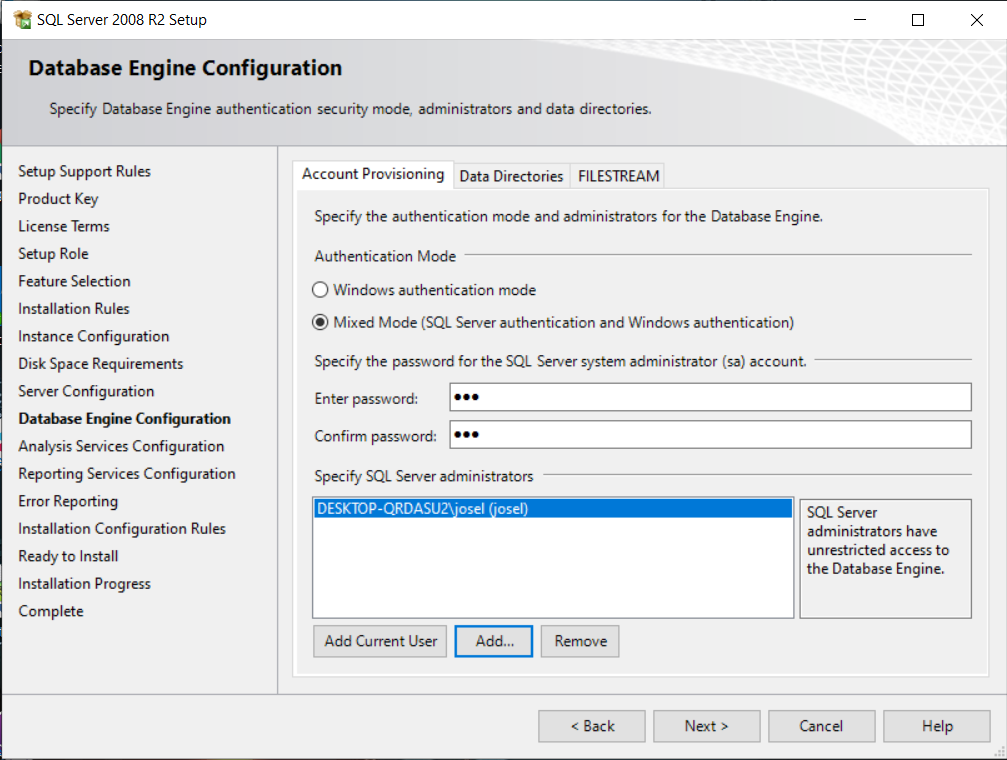 SQL Server 2008 R2 Setup
Database Engine Configuration
Specify Database Engine authentication security mode, administrators and data directories.
Setup Support Rules
Product Key
License Terms
Setup Role
Feature Selection
Installation Rules
Instance Configuration
Disk Space Requirements
Server Configuration
Database Engine Configuration
Analysis Services Configuration
Reporting Services Configuration
Error Reporting
Installation Configuration Rules
Ready to Install
Installation Progress
Complete
Account Provisioning Data Directories FILESTREAM
Specify the authentication mode and administrators for the Database Engine.
Authentication Mode
Windows authentication mode
Mixed Mode (SQL Server authentication and Windows authentication)
Specify the password for the SQL Server system administrator (sa) account.
Enter password: •••
Confirm password: •••
Specify SQL Server administrators
DESKTOP-QRDASU2\josel (josel)
SQL Server
administrators have
unrestricted access to
the Database Engine.
Add Current User Add... Remove
< Back Next > Cancel Help